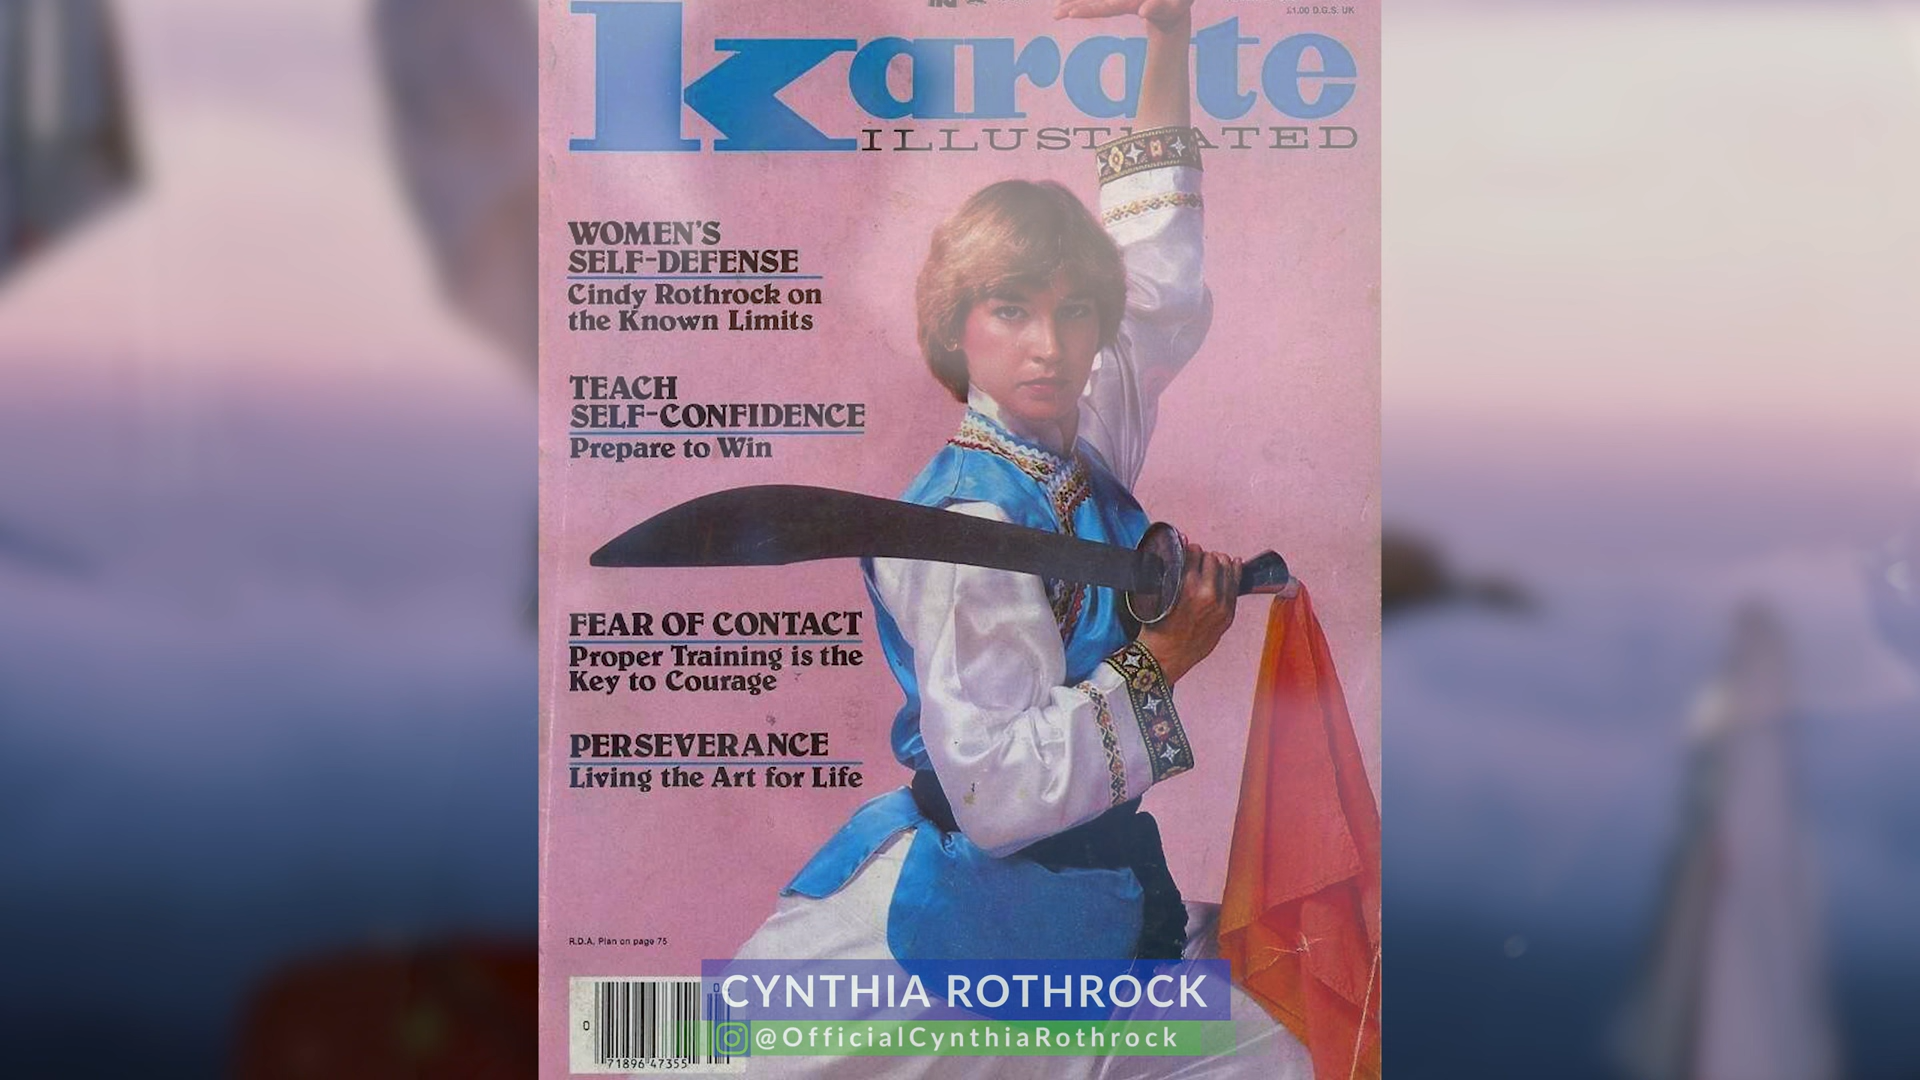 £1.00 D.G.S. UK
karate
ILLUSTRATED
WOMEN'S
SELF-DEFENSE
Cindy Rothrock on
the Known Limits
TEACH
SELF-CONFIDENCE
Prepare to Win
FEAR OF CONTACT
Proper Training is the
Key to Courage
PERSEVERANCE
Living the Art for Life
R.D.A. Plan on page 75
CYNTHIA ROTHROCK
@OfficialCynthiaRothrock
0
71896 47355